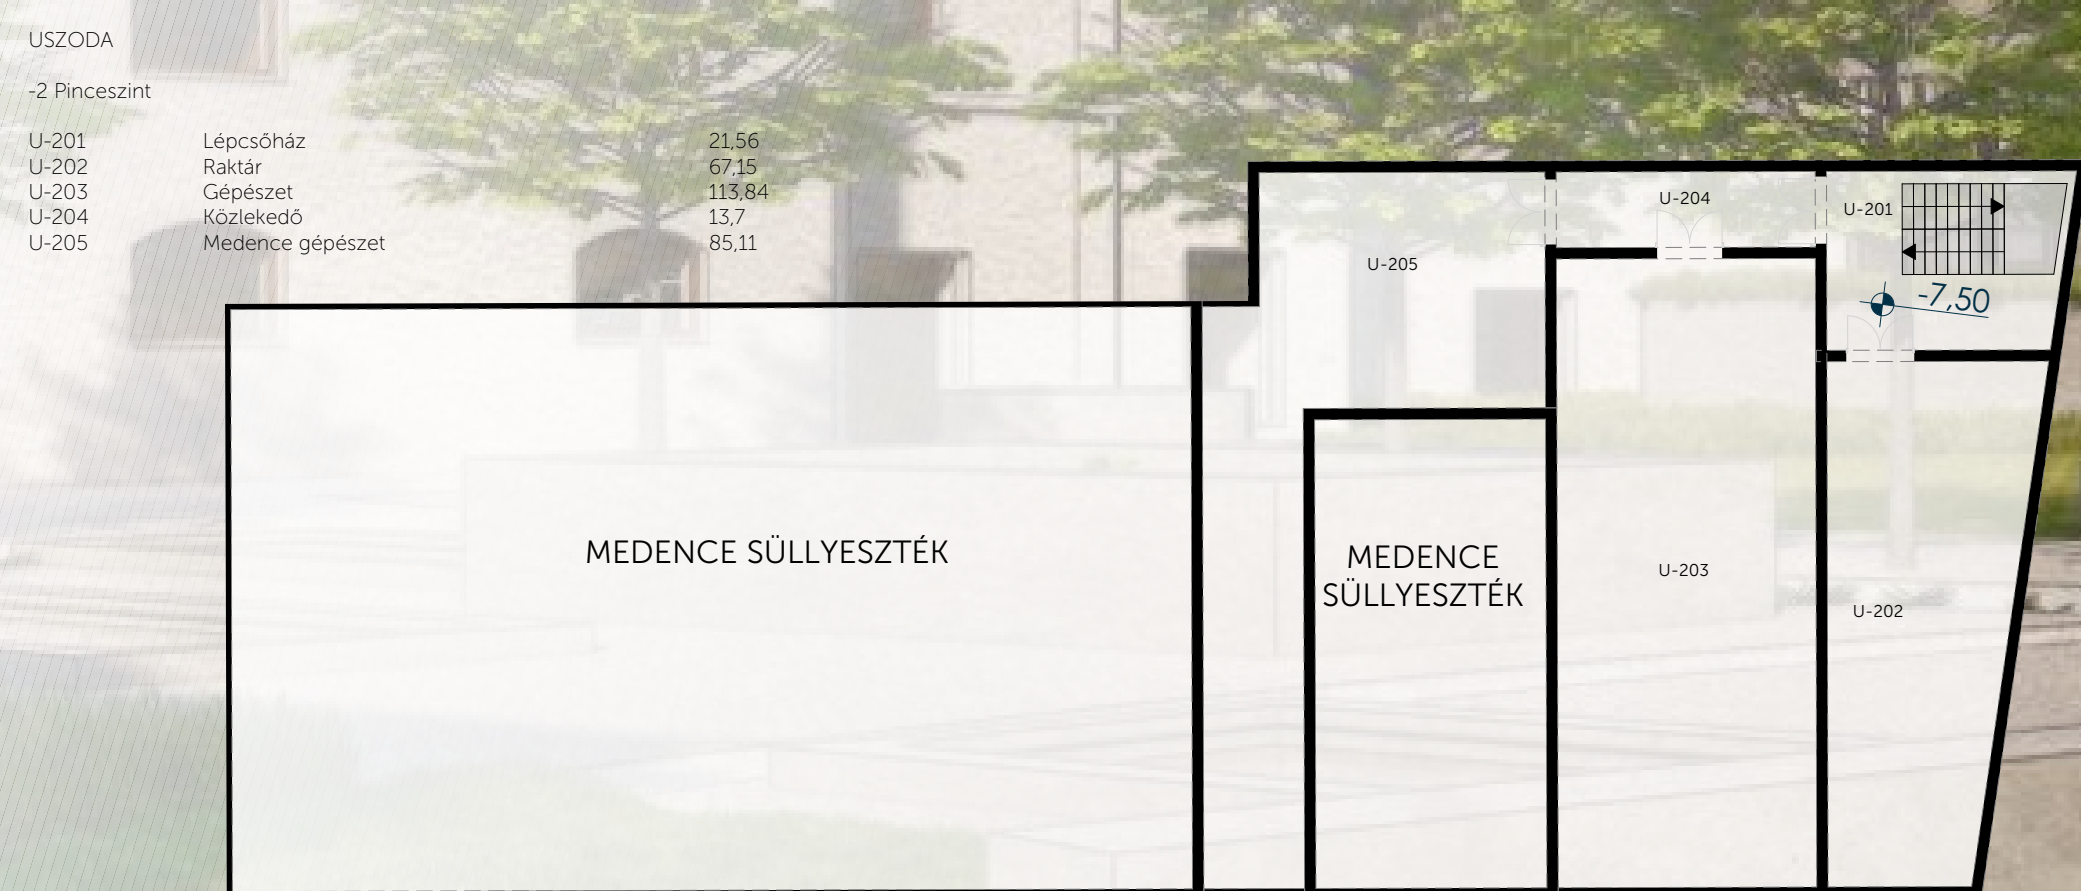 USZODA
-2 Pinceszint
U-201 Lépcsőház 21,56
U-202 Raktár 67,15
U-203 Gépészet 113,84
U-204 Közlekedő 13,7
U-205 Medence gépészet 85,11
U-204
U-201
U-205
-7,50
MEDENCE SÜLLYESZTÉK
MEDENCE
SÜLLYESZTÉK
U-203
U-202